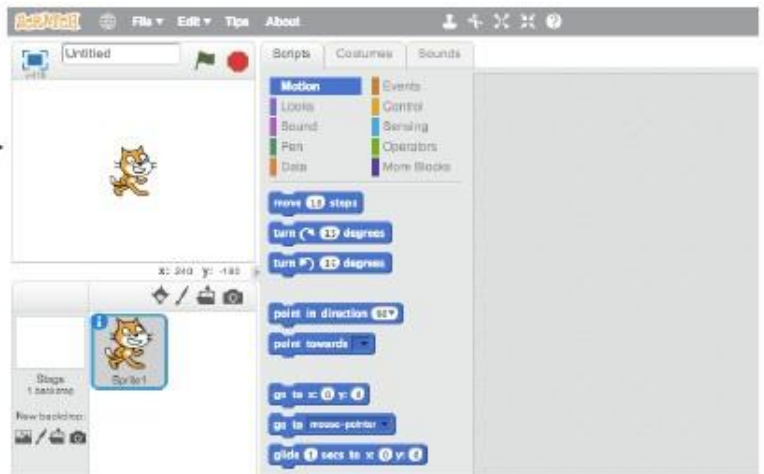 SCRATCH File Edit Tips About
Untitled
v418
Scripts Costumes Sounds
Motion Events
Looks Control
Sound Sensing
Pen Operators
Data More Blocks
move 10 steps
turn 15 degrees
turn 15 degrees
point in direction 90
point towards
go to x: 0 y: 0
go to mouse-pointer
glide 1 secs to x: 0 y: 0
x: 240 y: -180
Stage
1 backdrop
Sprite1
New backdrop: